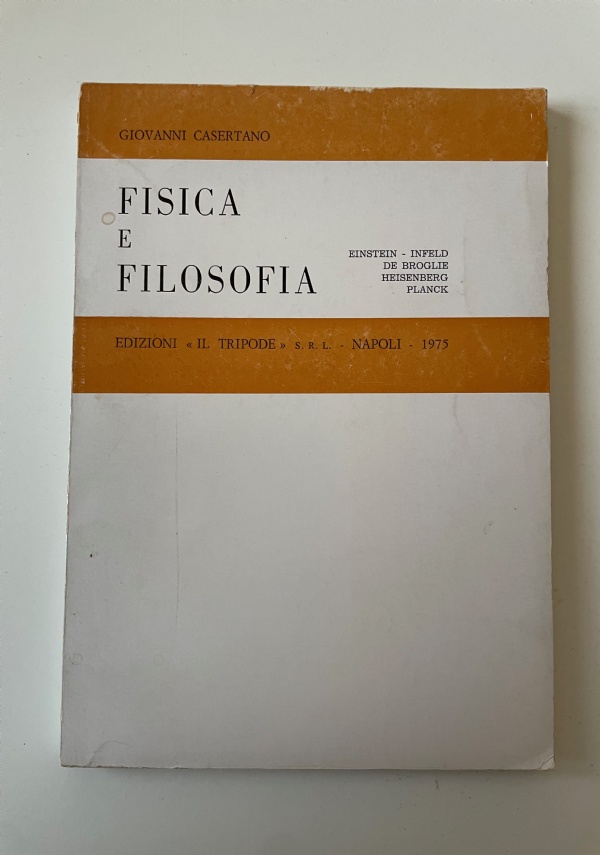 GIOVANNI CASERTANO
FISICA
E
FILOSOFIA
EINSTEIN - INFELD
DE BROGLIE
HEISENBERG
PLANCK
EDIZIONI « IL TRIPODE » S. R. L. - NAPOLI - 1975